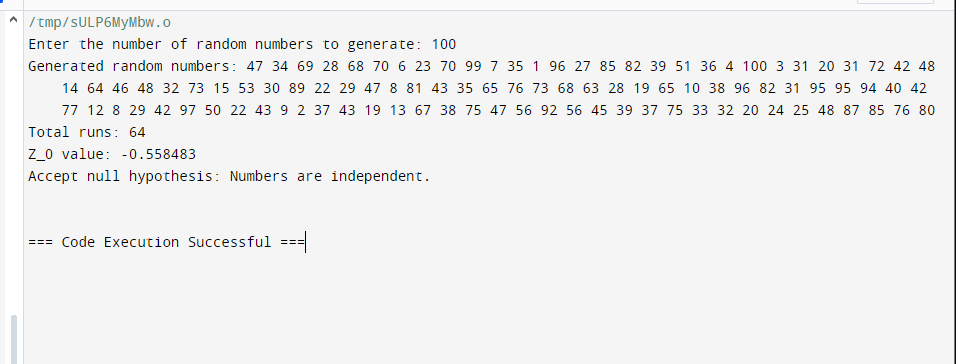 /tmp/sULP6MyMbw.o
Enter the number of random numbers to generate: 100
Generated random numbers: 47 34 69 28 68 70 6 23 70 99 7 35 1 96 27 85 82 39 51 36 4 100 3 31 20 31 72 42 48
14 64 46 48 32 73 15 53 30 89 22 29 47 8 81 43 35 65 76 73 68 63 28 19 65 10 38 96 82 31 95 95 94 40 42
77 12 8 29 42 97 50 22 43 9 2 37 43 19 13 67 38 75 47 56 92 56 45 39 37 75 33 32 20 24 25 48 87 85 76 80
Total runs: 64
Z_0 value: -0.558483
Accept null hypothesis: Numbers are independent.
=== Code Execution Successful ===